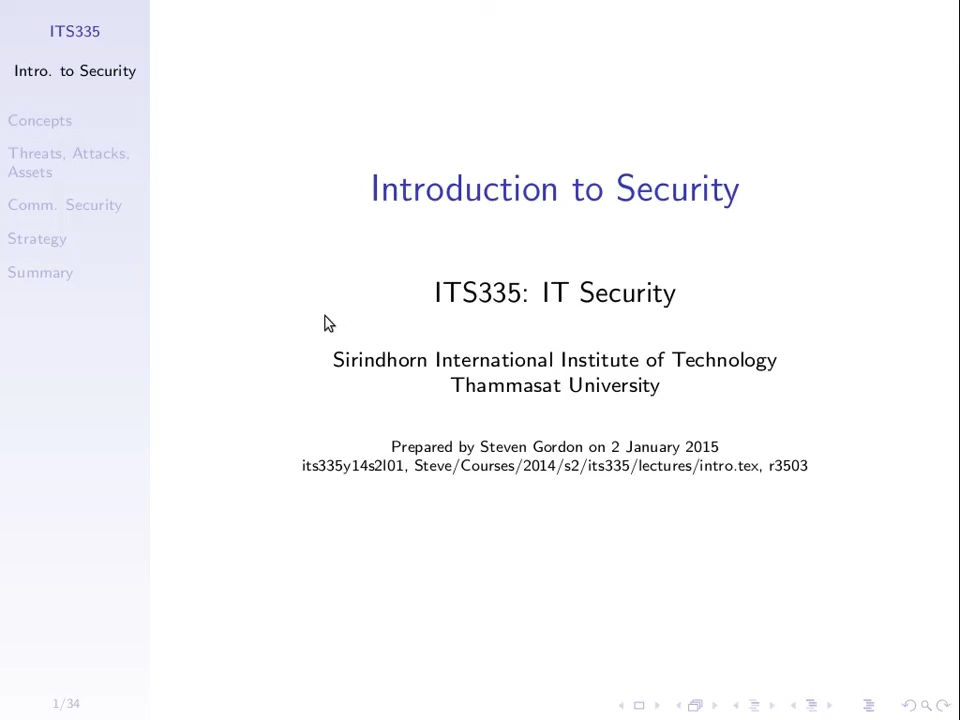 ITS335
Intro. to Security
Concepts
Threats, Attacks,
Assets
Comm. Security
Strategy
Summary
Introduction to Security
ITS335: IT Security
Sirindhorn International Institute of Technology
Thammasat University
Prepared by Steven Gordon on 2 January 2015
its335y14s2l01, Steve/Courses/2014/s2/its335/lectures/intro.tex, r3503
1/34